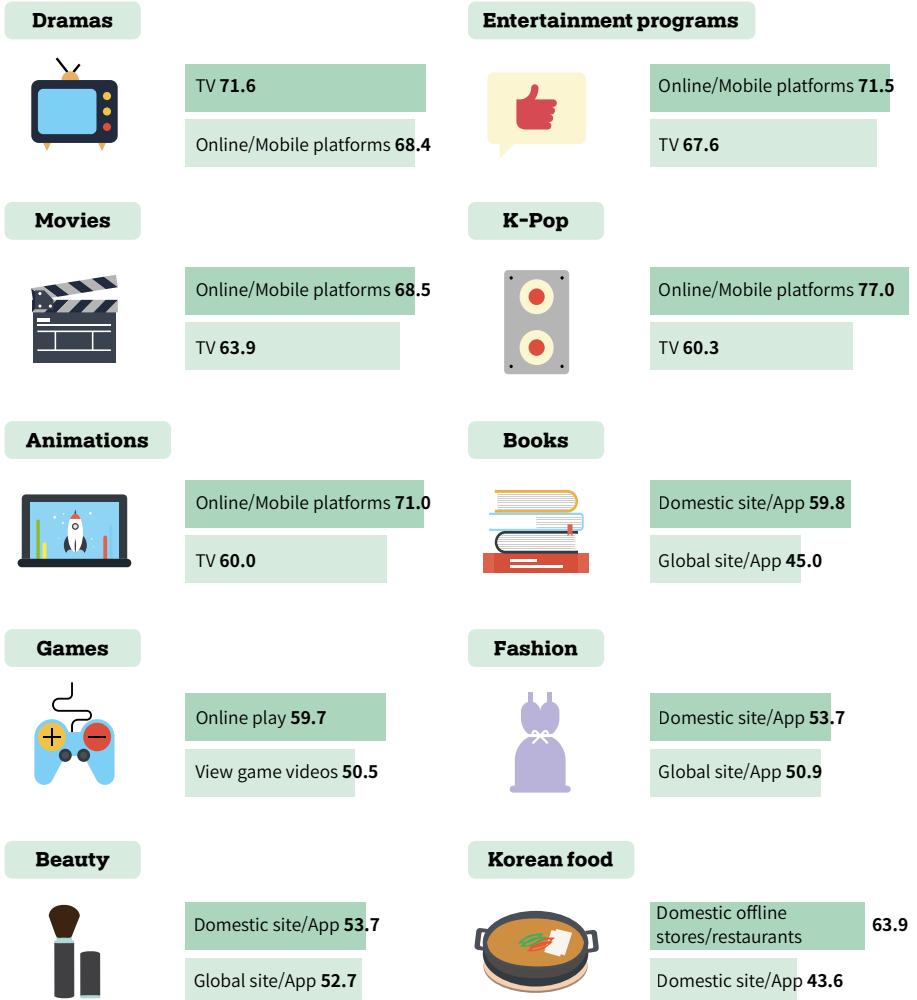 Dramas
TV 71.6
Online/Mobile platforms 68.4
Entertainment programs
Online/Mobile platforms 71.5
TV 67.6
Movies
Online/Mobile platforms 68.5
TV 63.9
K-Pop
Online/Mobile platforms 77.0
TV 60.3
Animations
Online/Mobile platforms 71.0
TV 60.0
Books
Domestic site/App 59.8
Global site/App 45.0
Games
Online play 59.7
View game videos 50.5
Fashion
Domestic site/App 53.7
Global site/App 50.9
Beauty
Domestic site/App 53.7
Global site/App 52.7
Korean food
Domestic offline
stores/restaurants 63.9
Domestic site/App 43.6